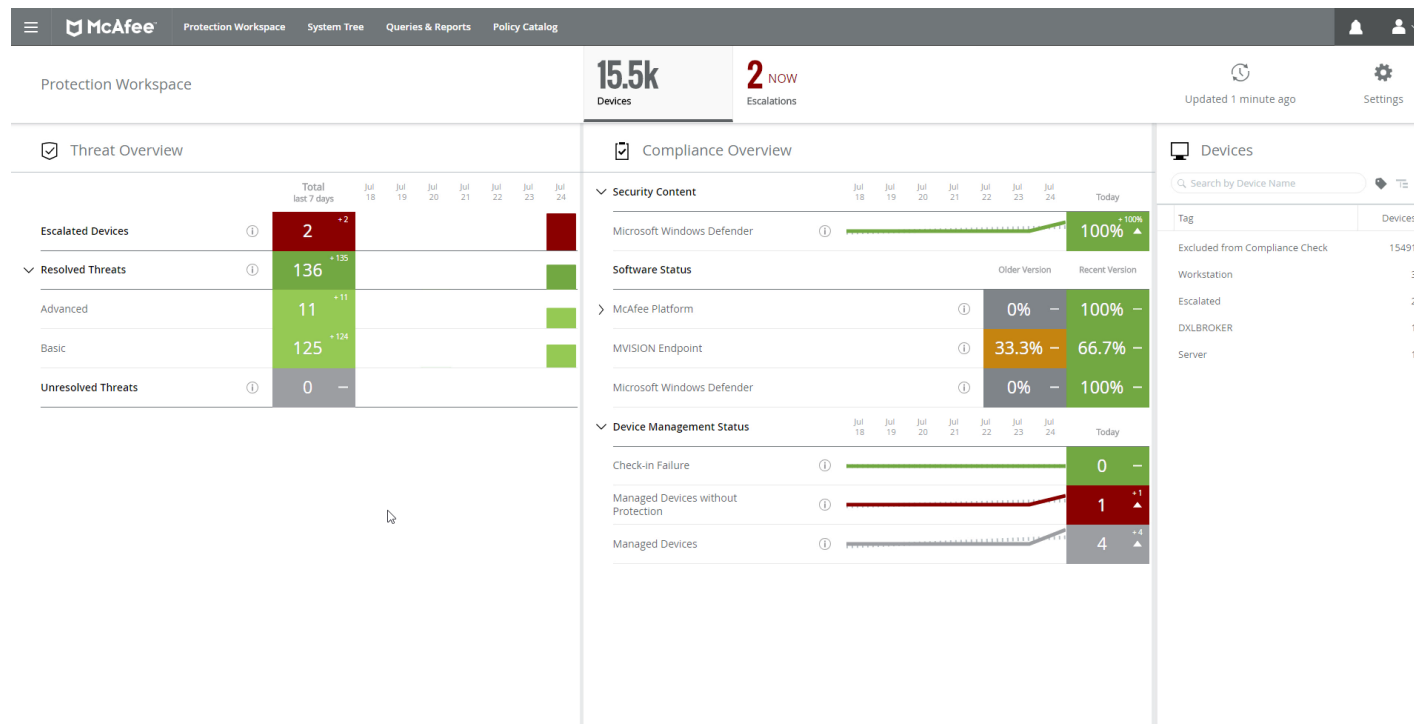 McAfee Protection Workspace System Tree Queries & Reports Policy Catalog
Protection Workspace
15.5k
Devices
2 NOW
Escalations
Updated 1 minute ago
Settings
Threat Overview
Total
last 7 days
Jul 18 Jul 19 Jul 20 Jul 21 Jul 22 Jul 23 Jul 24
Escalated Devices 2 +2
Resolved Threats 136 +135
Advanced 11 +11
Basic 125 +124
Unresolved Threats 0 –
Compliance Overview
Security Content Jul 18 Jul 19 Jul 20 Jul 21 Jul 22 Jul 23 Jul 24 Today
Microsoft Windows Defender 100% +100%
Software Status Older Version Recent Version
McAfee Platform 0% – 100% –
MVISION Endpoint 33.3% – 66.7% –
Microsoft Windows Defender 0% – 100% –
Device Management Status Jul 18 Jul 19 Jul 20 Jul 21 Jul 22 Jul 23 Jul 24 Today
Check-in Failure 0 –
Managed Devices without
Protection 1 +1
Managed Devices 4 +4
Devices
Search by Device Name
Tag Devices
Excluded from Compliance Check 15491
Workstation 3
Escalated 2
DXLBROKER 1
Server 1